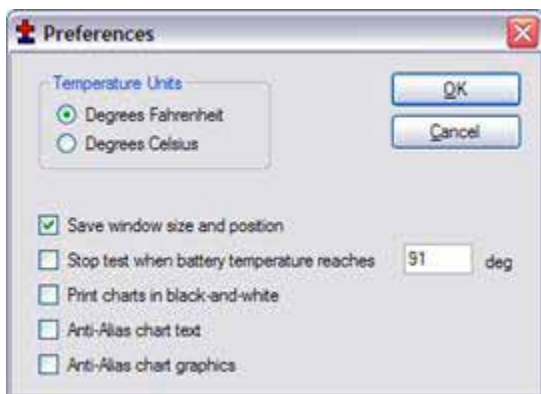 Preferences
Temperature Units
Degrees Fahrenheit
Degrees Celsius
OK
Cancel
Save window size and position
Stop test when battery temperature reaches 91 deg
Print charts in black-and-white
Anti-Alias chart text
Anti-Alias chart graphics